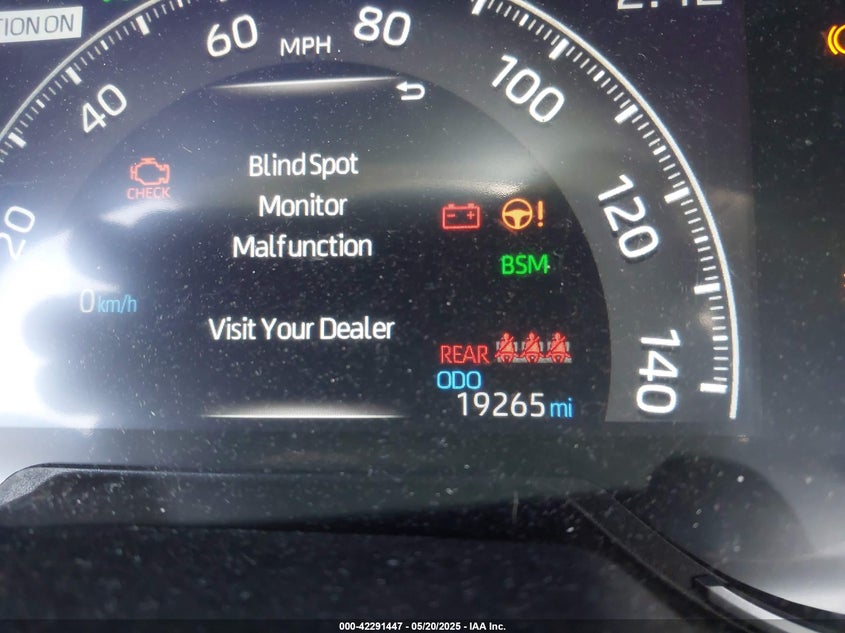 TION ON
60
MPH
80
40
100
20
120
140
CHECK
Blind Spot
Monitor
Malfunction
Visit Your Dealer
BSM
0 km/h
REAR
ODO
19265 mi
000-42291447 - 05/20/2025 - IAA Inc.